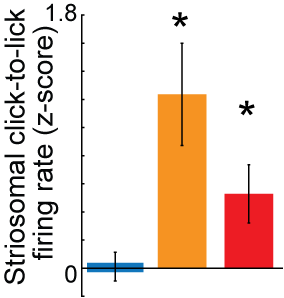 Striosomal click-to-lick
firing rate (z-score)
1.8
0
*
*